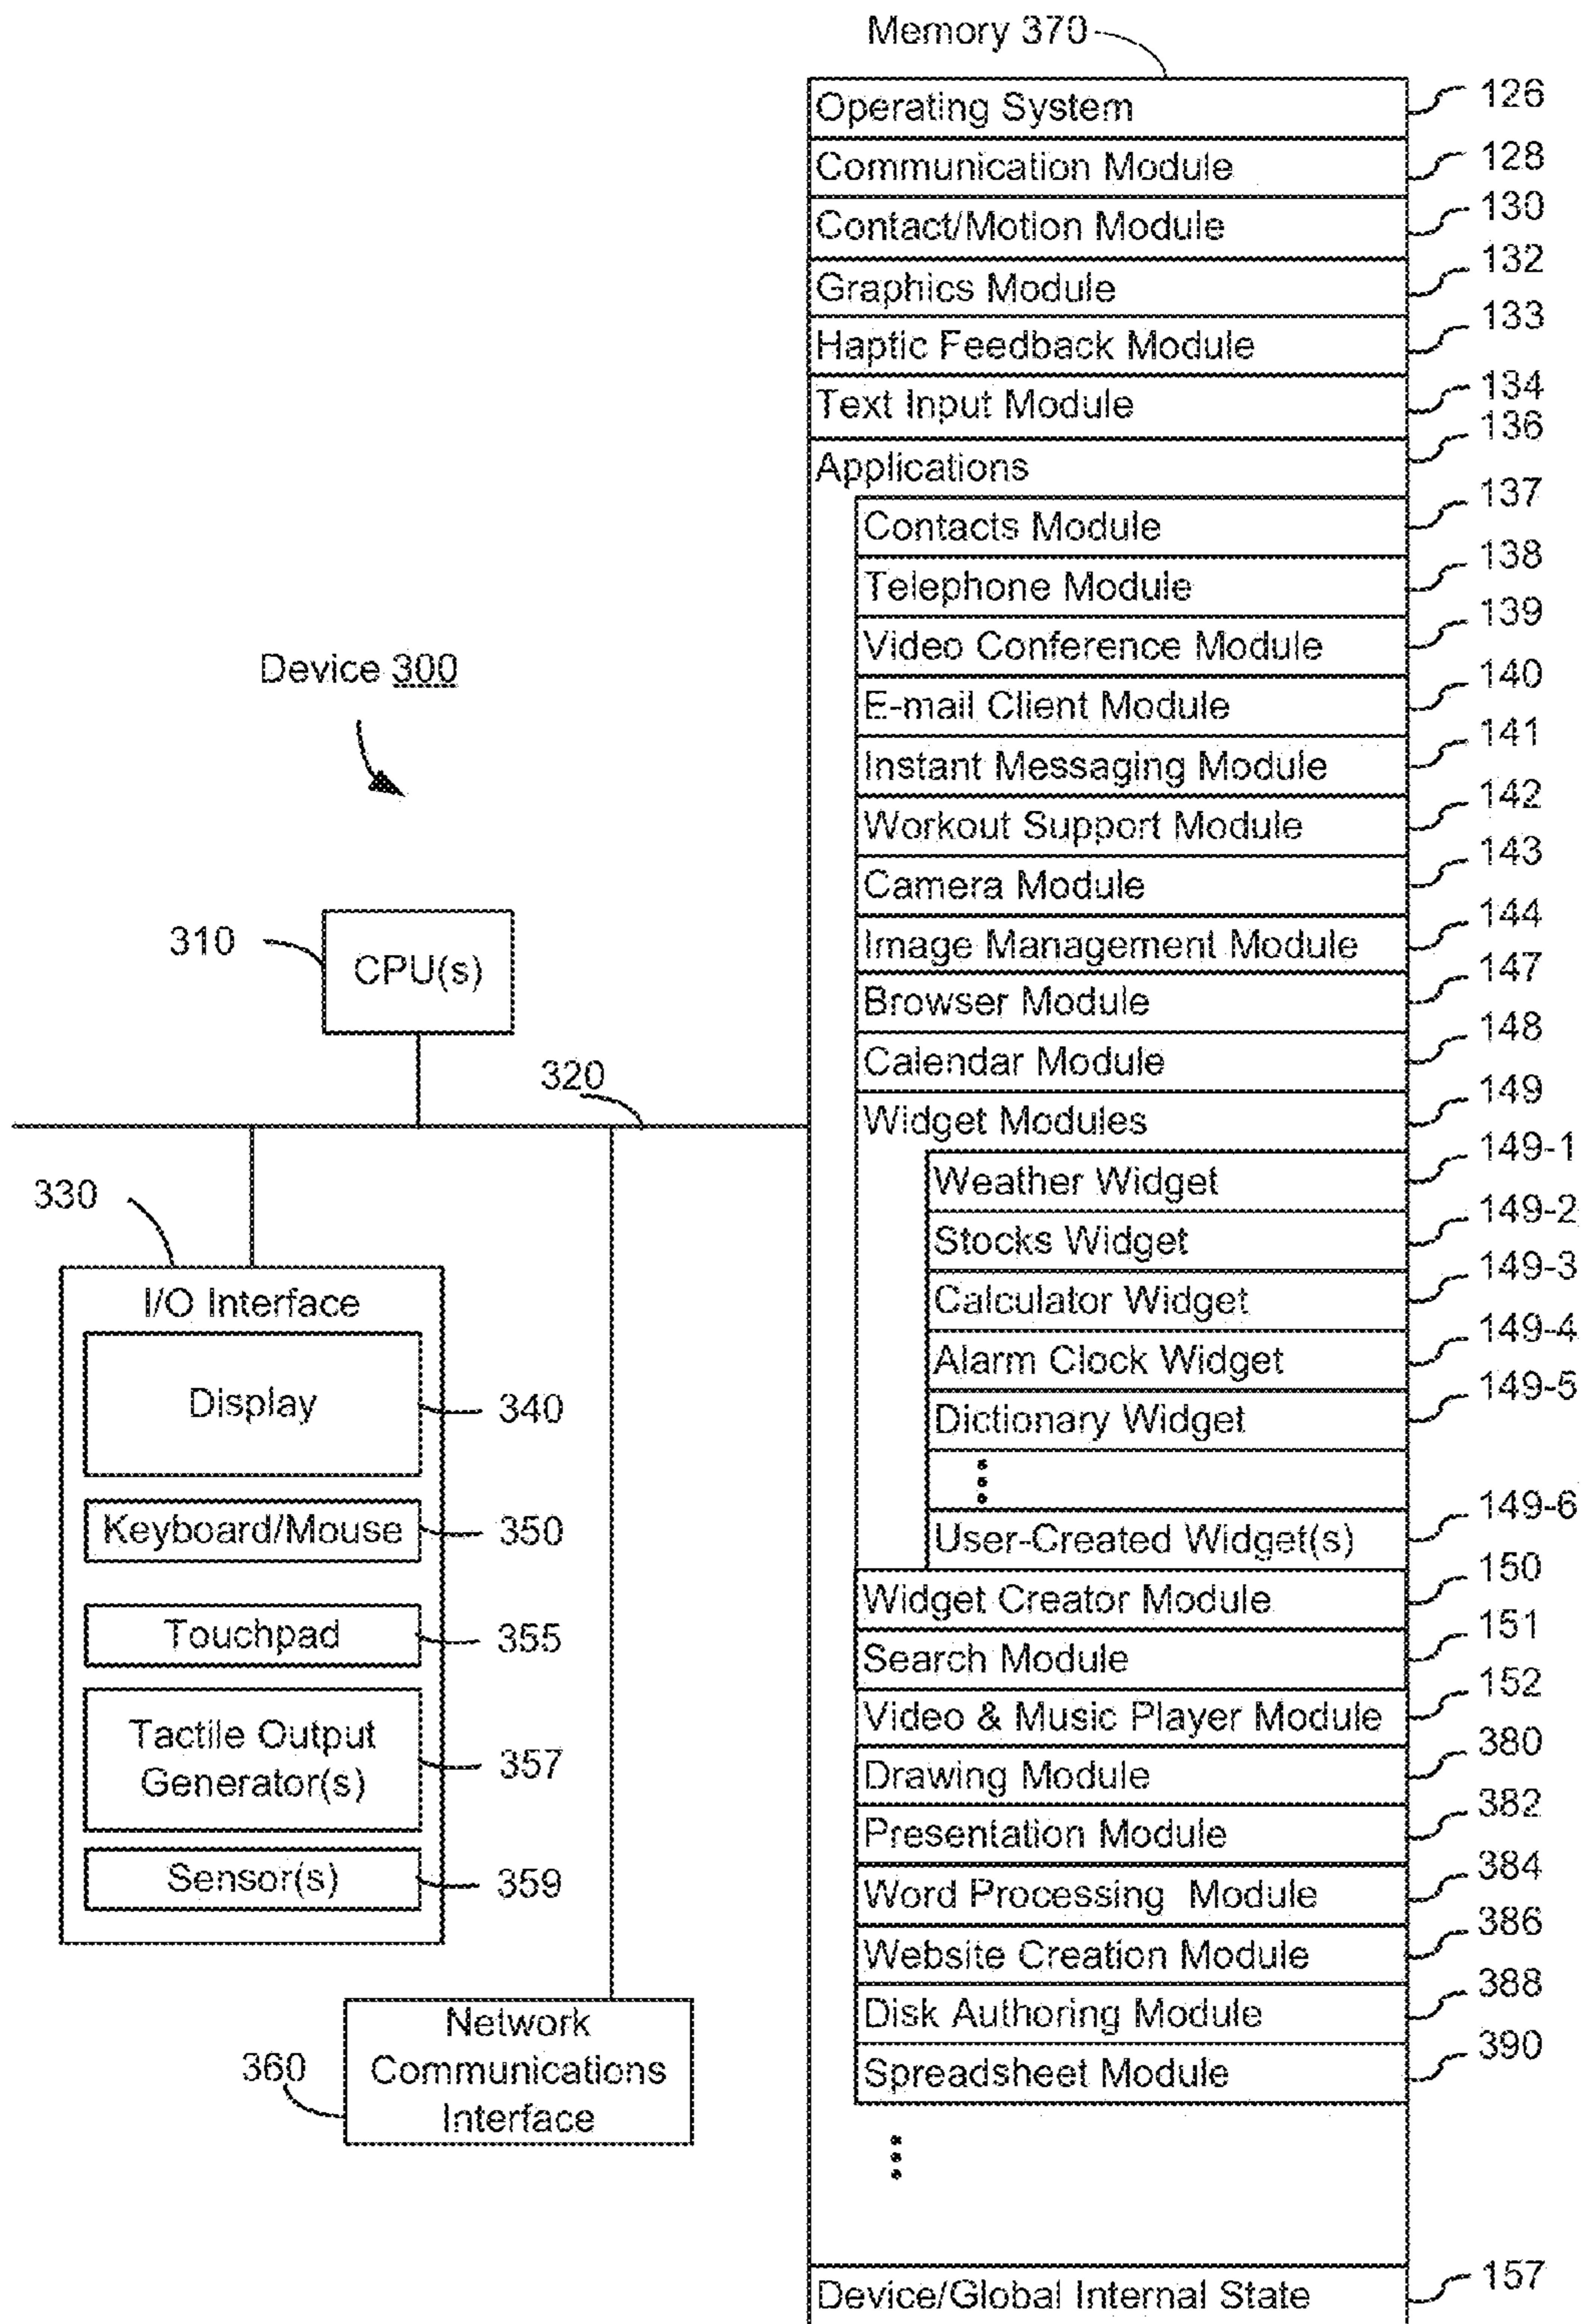 Memory 370
Operating System 126
Communication Module 128
Contact/Motion Module 130
Graphics Module 132
Haptic Feedback Module 133
Text Input Module 134
Applications 136
Contacts Module 137
Telephone Module 138
Video Conference Module 139
E-mail Client Module 140
Instant Messaging Module 141
Workout Support Module 142
Camera Module 143
Image Management Module 144
Browser Module 147
Calendar Module 148
Widget Modules 149
Weather Widget 149-1
Stocks Widget 149-2
Calculator Widget 149-3
Alarm Clock Widget 149-4
Dictionary Widget 149-5
User-Created Widget(s) 149-6
Widget Creator Module 150
Search Module 151
Video & Music Player Module 152
Drawing Module 380
Presentation Module 382
Word Processing Module 384
Website Creation Module 386
Disk Authoring Module 388
Spreadsheet Module 390
Device/Global Internal State 157
Device 300
310
CPU(s)
320
330
I/O Interface
Display 340
Keyboard/Mouse 350
Touchpad 355
Tactile Output
Generator(s) 357
Sensor(s) 359
360
Network
Communications
Interface